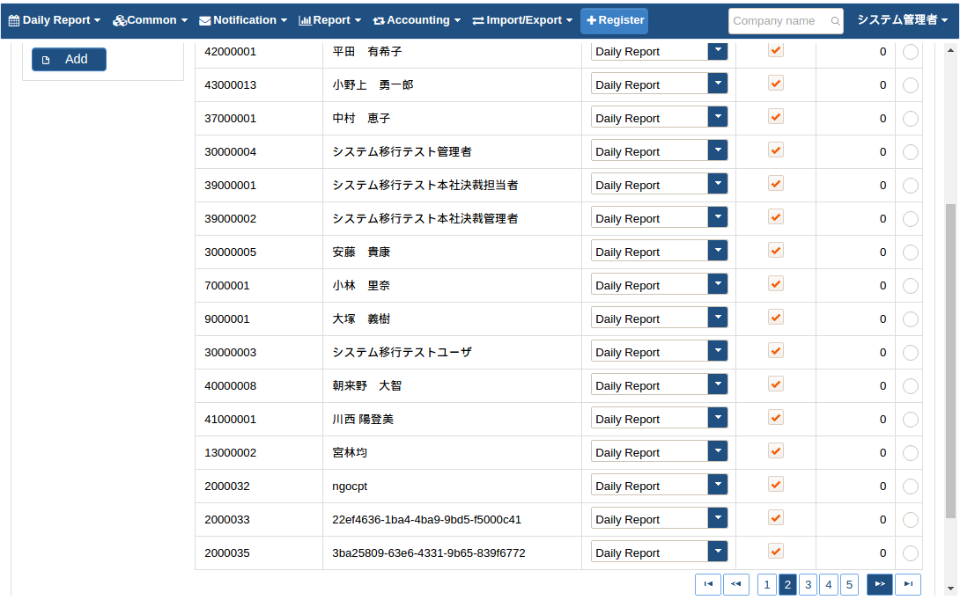 Daily Report Common Notification Report Accounting Import/Export Register Company name システム管理者
Add
42000001 平田　有希子 Daily Report 0
43000013 小野上　勇一郎 Daily Report 0
37000001 中村　恵子 Daily Report 0
30000004 システム移行テスト管理者 Daily Report 0
39000001 システム移行テスト本社決裁担当者 Daily Report 0
39000002 システム移行テスト本社決裁管理者 Daily Report 0
30000005 安藤　貴康 Daily Report 0
7000001 小林　里奈 Daily Report 0
9000001 大塚　義樹 Daily Report 0
30000003 システム移行テストユーザ Daily Report 0
40000008 朝来野　大智 Daily Report 0
41000001 川西 陽登美 Daily Report 0
13000002 宮林均 Daily Report 0
2000032 ngocpt Daily Report 0
2000033 22ef4636-1ba4-4ba9-9bd5-f5000c41 Daily Report 0
2000035 3ba25809-63e6-4331-9b65-839f6772 Daily Report 0
1 2 3 4 5